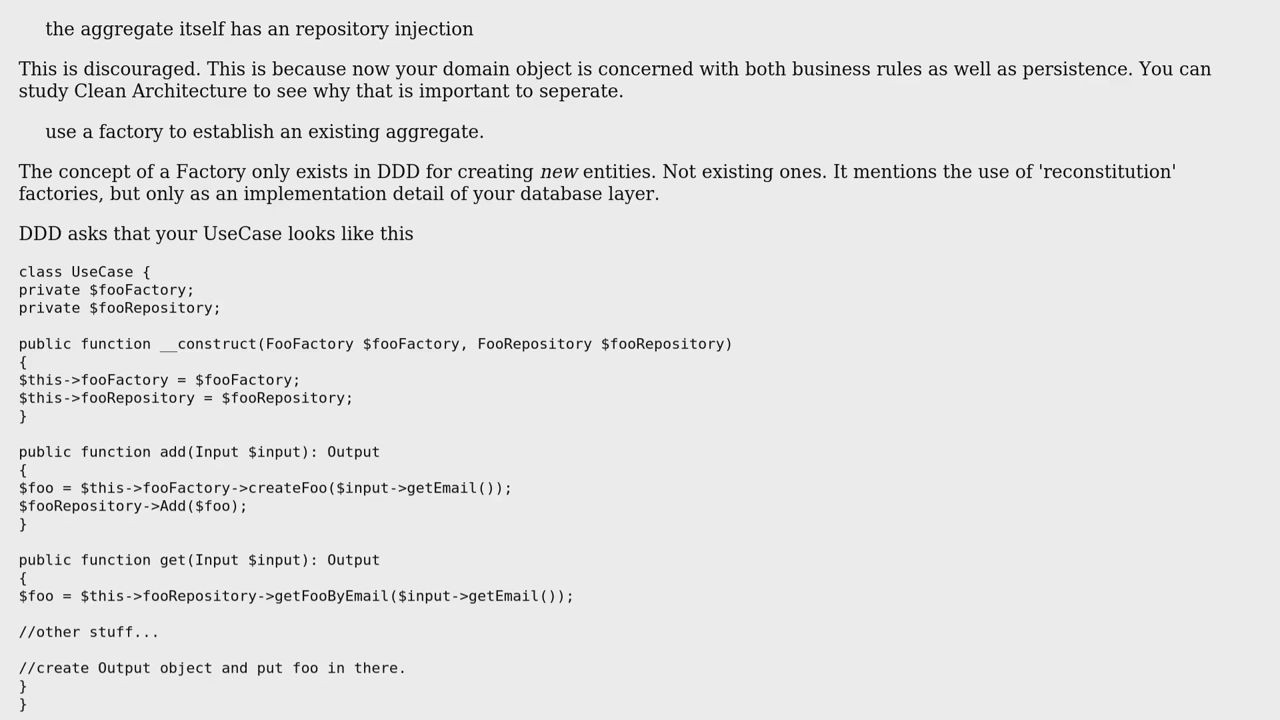 the aggregate itself has an repository injection
This is discouraged. This is because now your domain object is concerned with both business rules as well as persistence. You can
study Clean Architecture to see why that is important to seperate.
use a factory to establish an existing aggregate.
The concept of a Factory only exists in DDD for creating new entities. Not existing ones. It mentions the use of 'reconstitution'
factories, but only as an implementation detail of your database layer.
DDD asks that your UseCase looks like this
class UseCase {
private $fooFactory;
private $fooRepository;
public function __construct(FooFactory $fooFactory, FooRepository $fooRepository)
{
$this->fooFactory = $fooFactory;
$this->fooRepository = $fooRepository;
}
public function add(Input $input): Output
{
$foo = $this->fooFactory->createFoo($input->getEmail());
$fooRepository->Add($foo);
}
public function get(Input $input): Output
{
$foo = $this->fooRepository->getFooByEmail($input->getEmail());
//other stuff...
//create Output object and put foo in there.
}
}